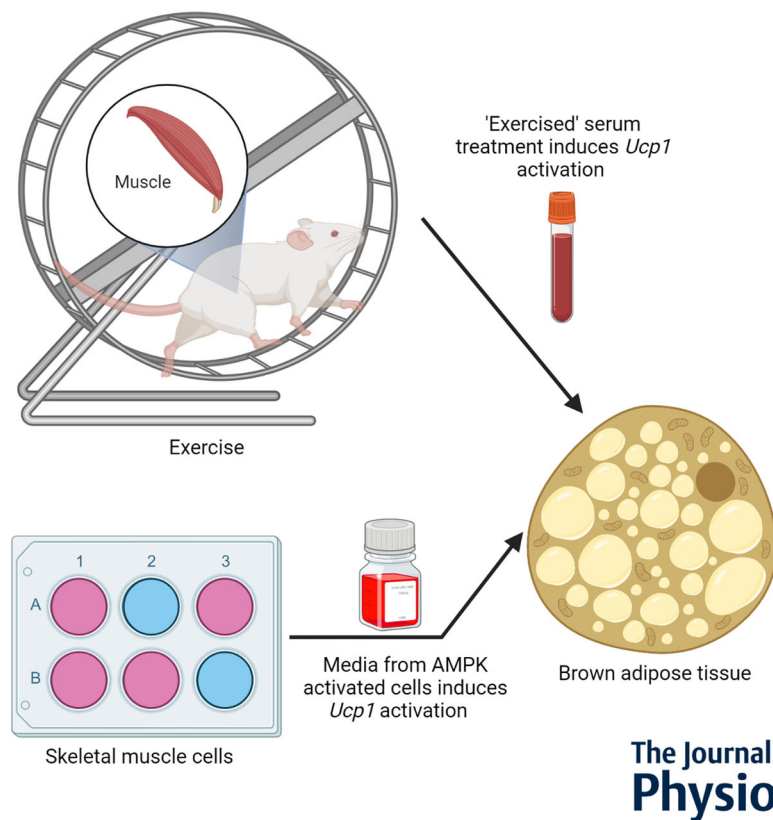 Muscle
'Exercised' serum
treatment induces Ucp1
activation
Exercise
1 2 3
A
B
Media from AMPK
activated cells induces
Ucp1 activation
Skeletal muscle cells
Brown adipose tissue
The Journal
Physio